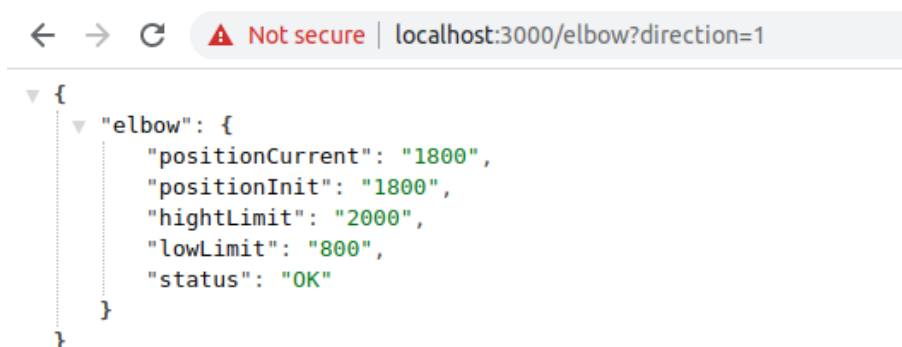 Not secure | localhost:3000/elbow?direction=1
{
"elbow": {
"positionCurrent": "1800",
"positionInit": "1800",
"hightLimit": "2000",
"lowLimit": "800",
"status": "OK"
}
}